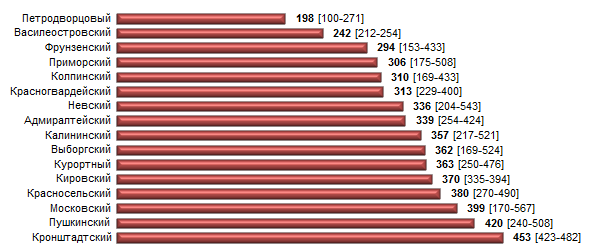 Петродворцовый 198 [100-271]
Василеостровский 242 [212-254]
Фрунзенский 294 [153-433]
Приморский 306 [175-508]
Колпинский 310 [169-433]
Красногвардейский 313 [229-400]
Невский 336 [204-543]
Адмиралтейский 339 [254-424]
Калининский 357 [217-521]
Выборгский 362 [169-524]
Курортный 363 [250-476]
Кировский 370 [335-394]
Красносельский 380 [270-490]
Московский 399 [170-567]
Пушкинский 420 [240-508]
Кронштадтский 453 [423-482]